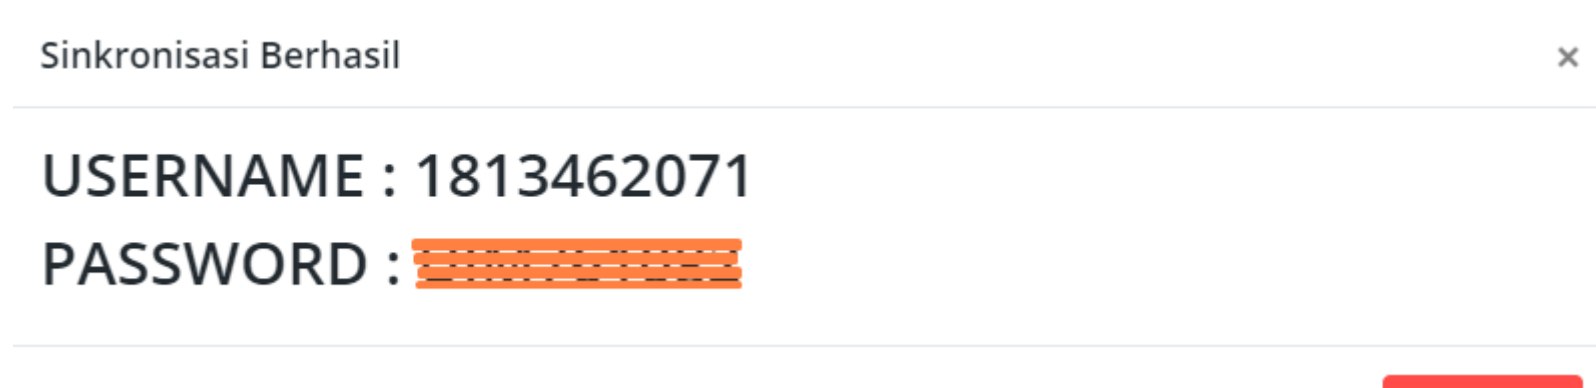 Sinkronisasi Berhasil ×
USERNAME : 1813462071
PASSWORD :